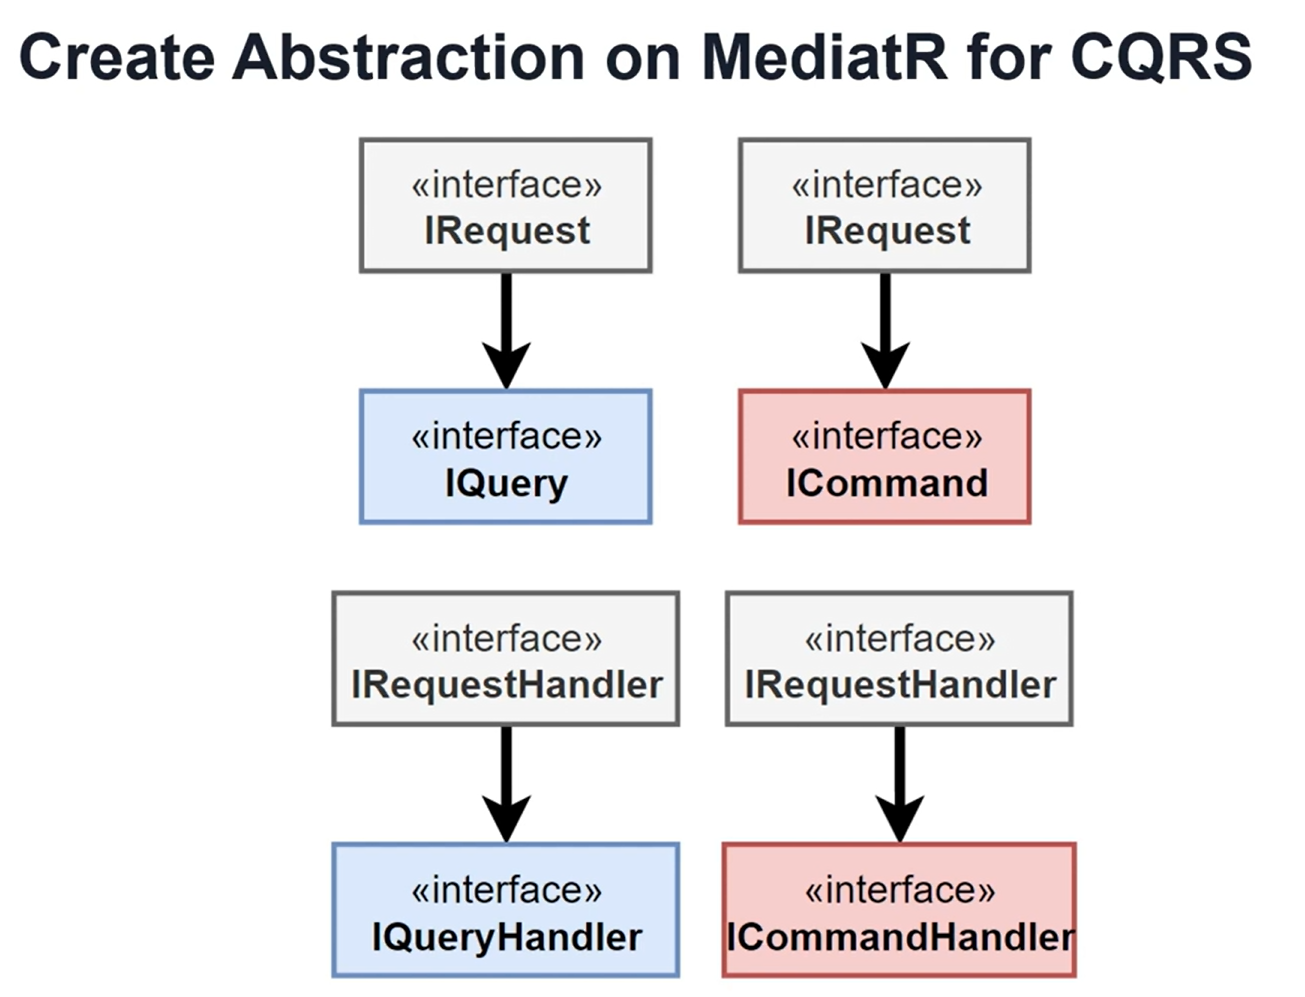 Create Abstraction on MediatR for CQRS
«interface»
IRequest
«interface»
IRequest
«interface»
IQuery
«interface»
ICommand
«interface»
IRequestHandler
«interface»
IRequestHandler
«interface»
IQueryHandler
«interface»
ICommandHandler